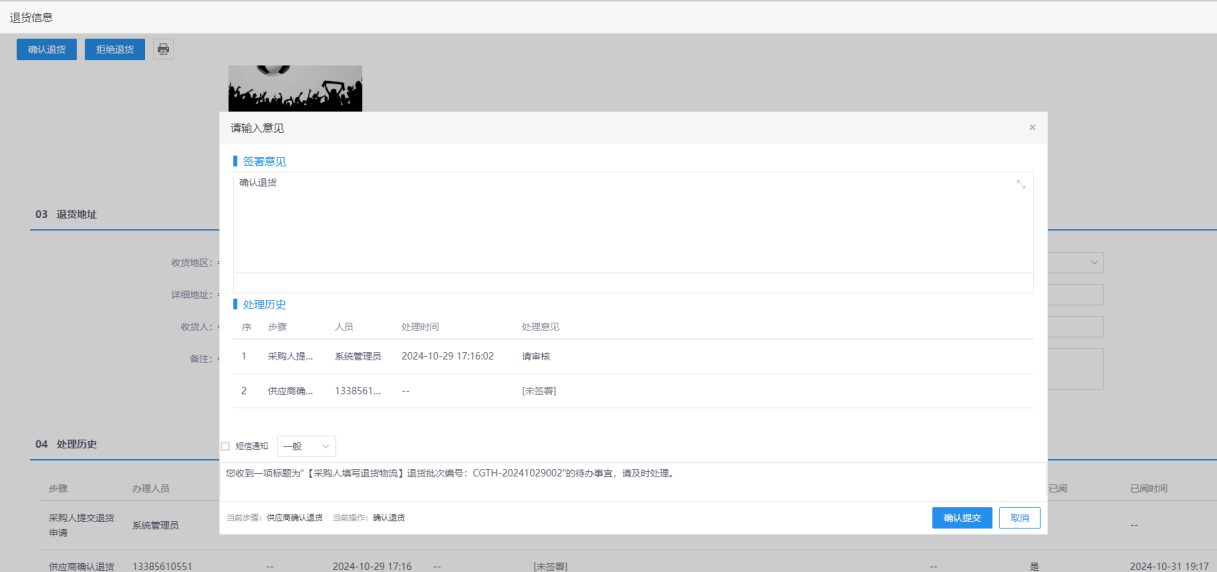 退货信息
确认退货 拒绝退货
请输入意见 ×
签署意见
确认退货
03 退货地址
收货地区：
详细地址：
处理历史
收货人：
序 步骤 人员 处理时间 处理意见
备注：
1 采购人提... 系统管理员 2024-10-29 17:16:02 请审核
2 供应商确... 1338561... -- [未签署]
04 处理历史
短信通知 一般
您收到一项标题为"【采购人填写退货物流】退货批次编号：CGTH-20241029002"的待办事宜，请及时处理。
步骤 办理人员 已阅 已阅时间
当前步骤：供应商确认退货 当前操作：确认退货 确认提交 取消
采购人提交退货
申请 系统管理员 --
供应商确认退货 13385610551 -- 2024-10-29 17:16 -- [未签署] -- 是 2024-10-31 19:17